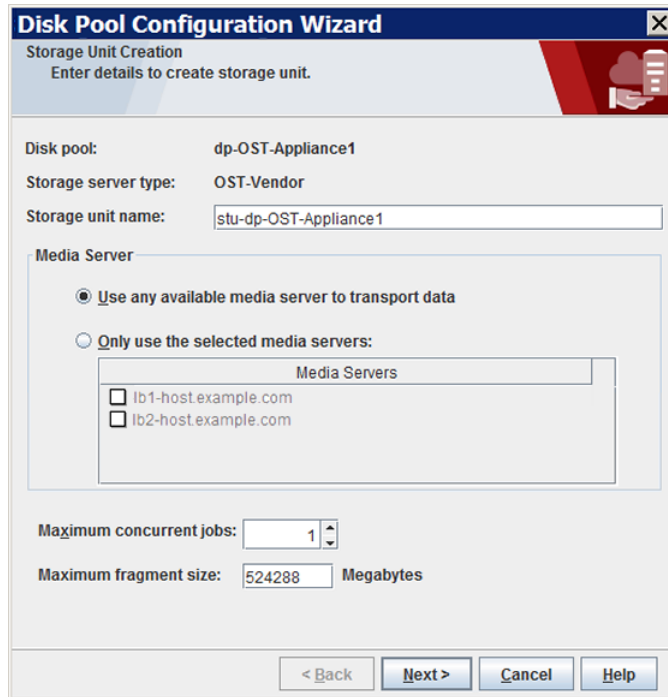 Disk Pool Configuration Wizard
Storage Unit Creation
Enter details to create storage unit.
Disk pool: dp-OST-Appliance1
Storage server type: OST-Vendor
Storage unit name: stu-dp-OST-Appliance1
Media Server
Use any available media server to transport data
Only use the selected media servers:
Media Servers
lb1-host.example.com
lb2-host.example.com
Maximum concurrent jobs: 1
Maximum fragment size: 524288 Megabytes
< Back Next > Cancel Help